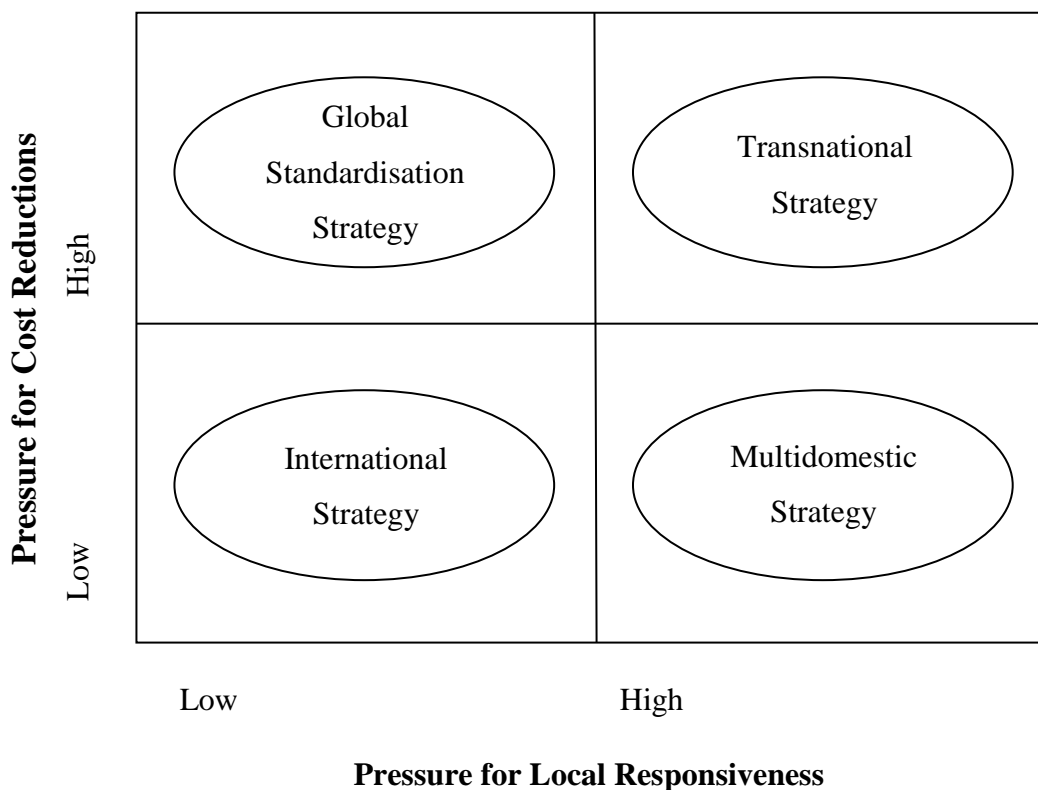 Global
Standardisation
Strategy
Transnational
Strategy
Pressure for Cost Reductions
High
International
Strategy
Multidomestic
Strategy
Low
Low
High
Pressure for Local Responsiveness